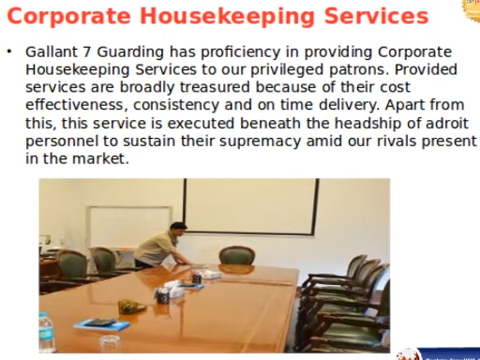 Corporate Housekeeping Services
• Gallant 7 Guarding has proficiency in providing Corporate
Housekeeping Services to our privileged patrons. Provided
services are broadly treasured because of their cost
effectiveness, consistency and on time delivery. Apart from
this, this service is executed beneath the headship of adroit
personnel to sustain their supremacy amid our rivals present
in the market.